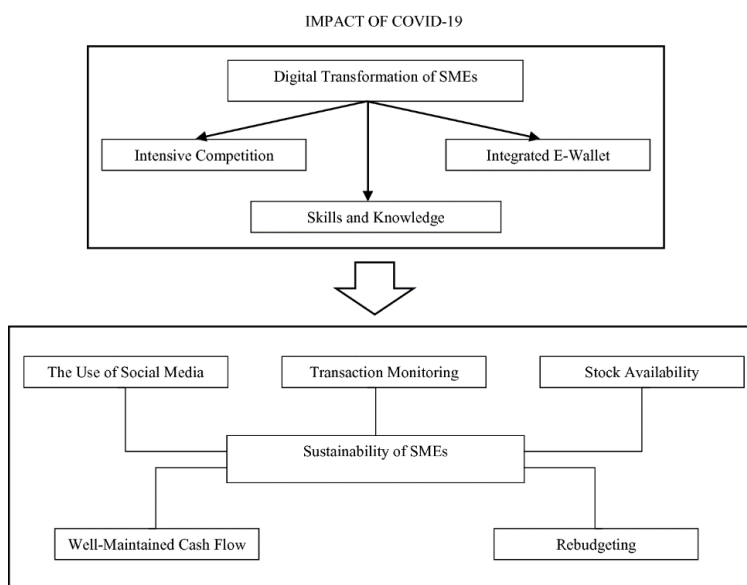 IMPACT OF COVID-19
Digital Transformation of SMEs
Intensive Competition
Integrated E-Wallet
Skills and Knowledge
The Use of Social Media
Transaction Monitoring
Stock Availability
Sustainability of SMEs
Well-Maintained Cash Flow
Rebudgeting